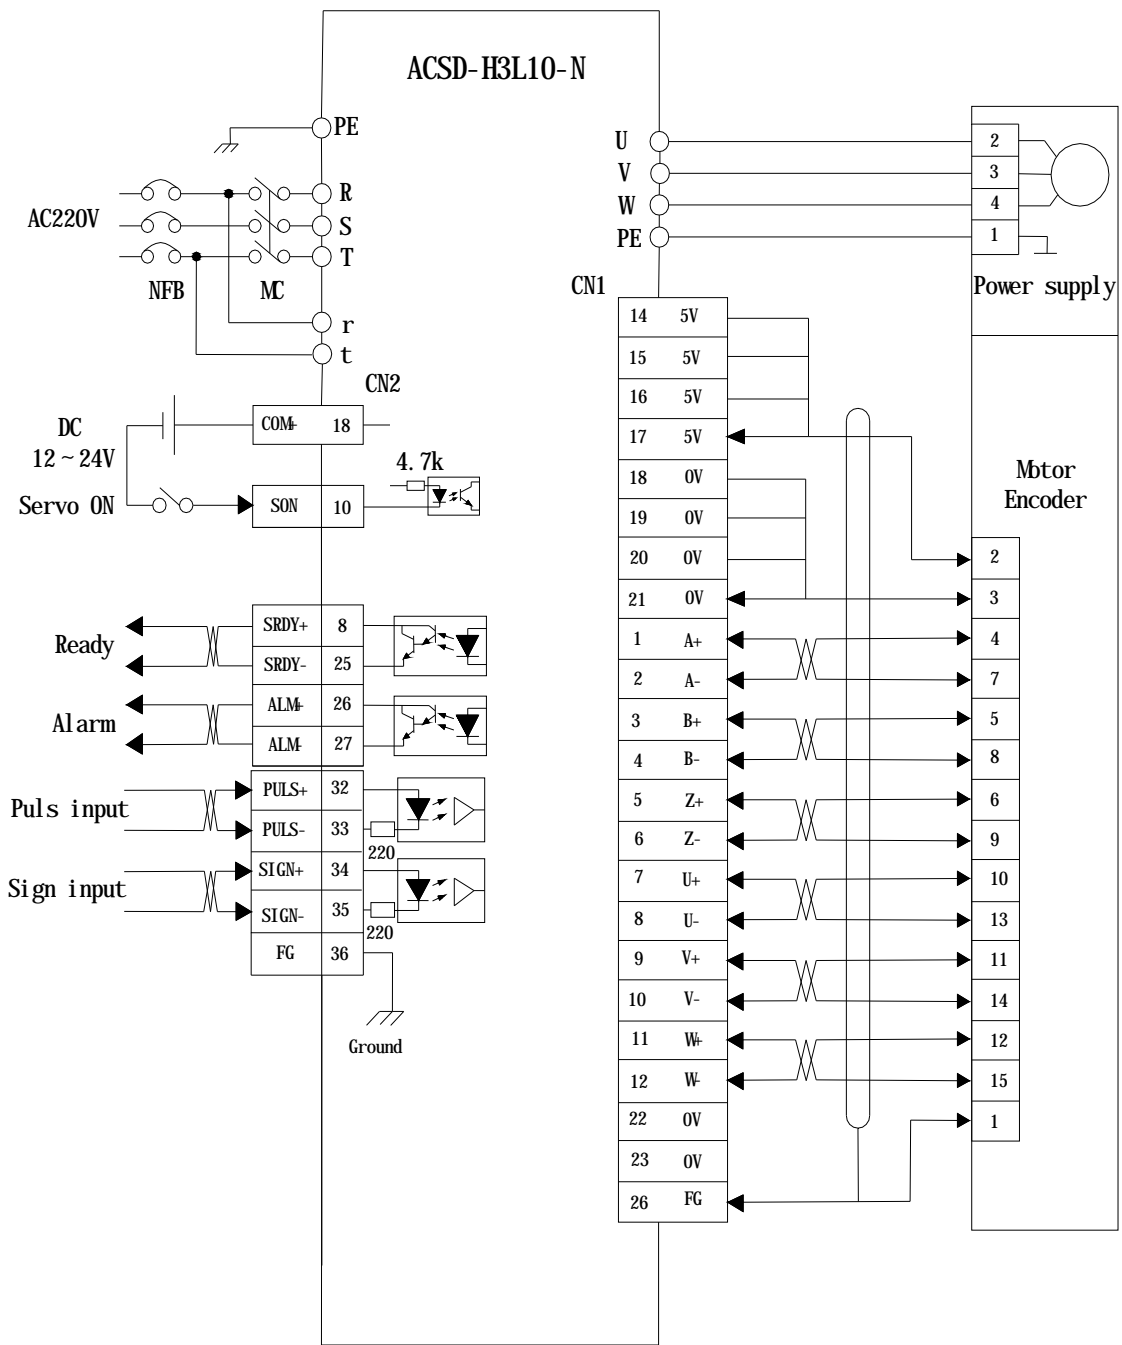 ACSD-H3L10-N
PE
R
AC220V
S
T
NFB
MC
r
t
CN2
DC
12~24V
COM+ 18
4.7k
Servo ON
SON 10
Ready
SRDY+ 8
SRDY- 25
Alarm
ALM+ 26
ALM- 27
Puls input
PULS+ 32
PULS- 33
220
Sign input
SIGN+ 34
SIGN- 35
220
FG 36
Ground
U
V
W
PE
2
3
4
1
Power supply
CN1
14 5V
15 5V
16 5V
17 5V
18 0V
19 0V
20 0V
21 0V
1 A+
2 A-
3 B+
4 B-
5 Z+
6 Z-
7 U+
8 U-
9 V+
10 V-
11 W+
12 W-
22 0V
23 0V
26 FG
Motor
Encoder
2
3
4
7
5
8
6
9
10
13
11
14
12
15
1